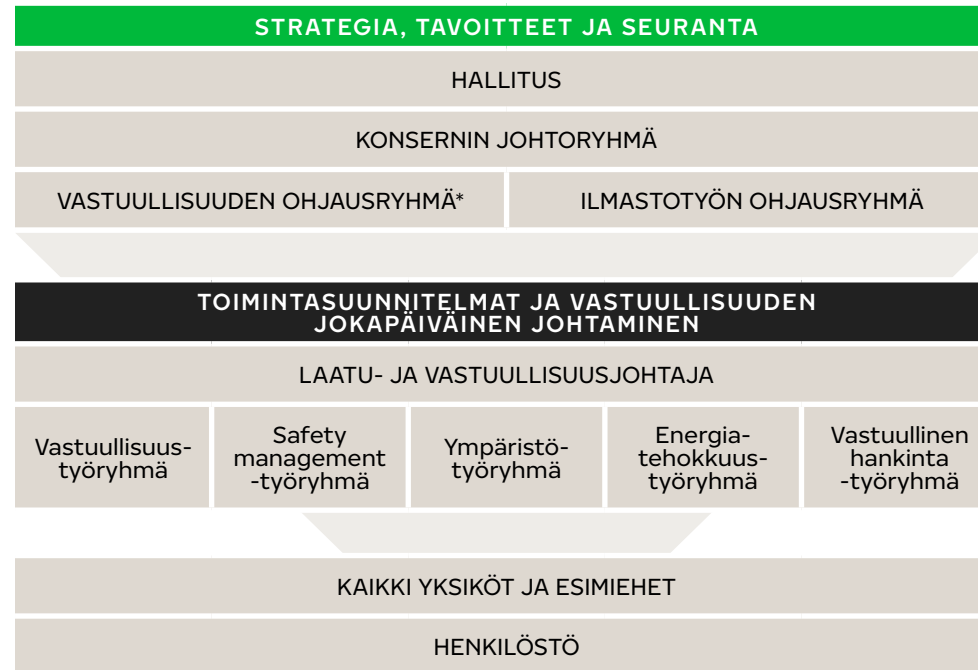 STRATEGIA, TAVOITTEET JA SEURANTA
HALLITUS
KONSERNIN JOHTORYHMÄ
VASTUULLISUUDEN OHJAUSRYHMÄ*
ILMASTOTYÖN OHJAUSRYHMÄ
TOIMINTASUUNNITELMAT JA VASTUULLISUUDEN
JOKAPÄIVÄINEN JOHTAMINEN
LAATU- JA VASTUULLISUUSJOHTAJA
Vastuullisuus-
työryhmä
Safety
management
-työryhmä
Ympäristö-
työryhmä
Energia-
tehokkuus-
työryhmä
Vastuullinen
hankinta
-työryhmä
KAIKKI YKSIKÖT JA ESIMIEHET
HENKILÖSTÖ